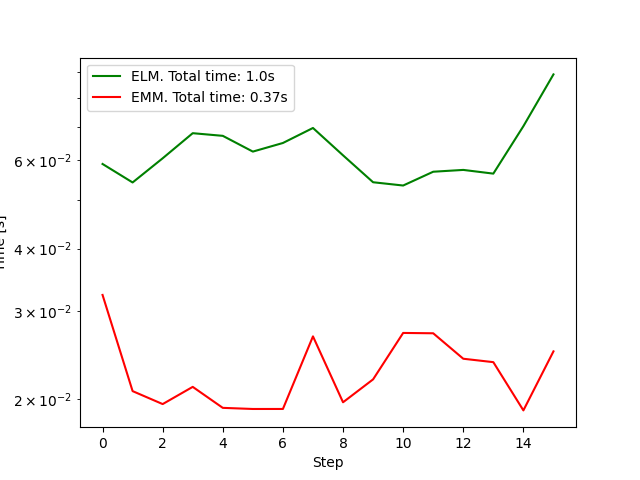 ELM. Total time: 1.0s
EMM. Total time: 0.37s
6 × 10⁻²
4 × 10⁻²
3 × 10⁻²
2 × 10⁻²
0 2 4 6 8 10 12 14
Step